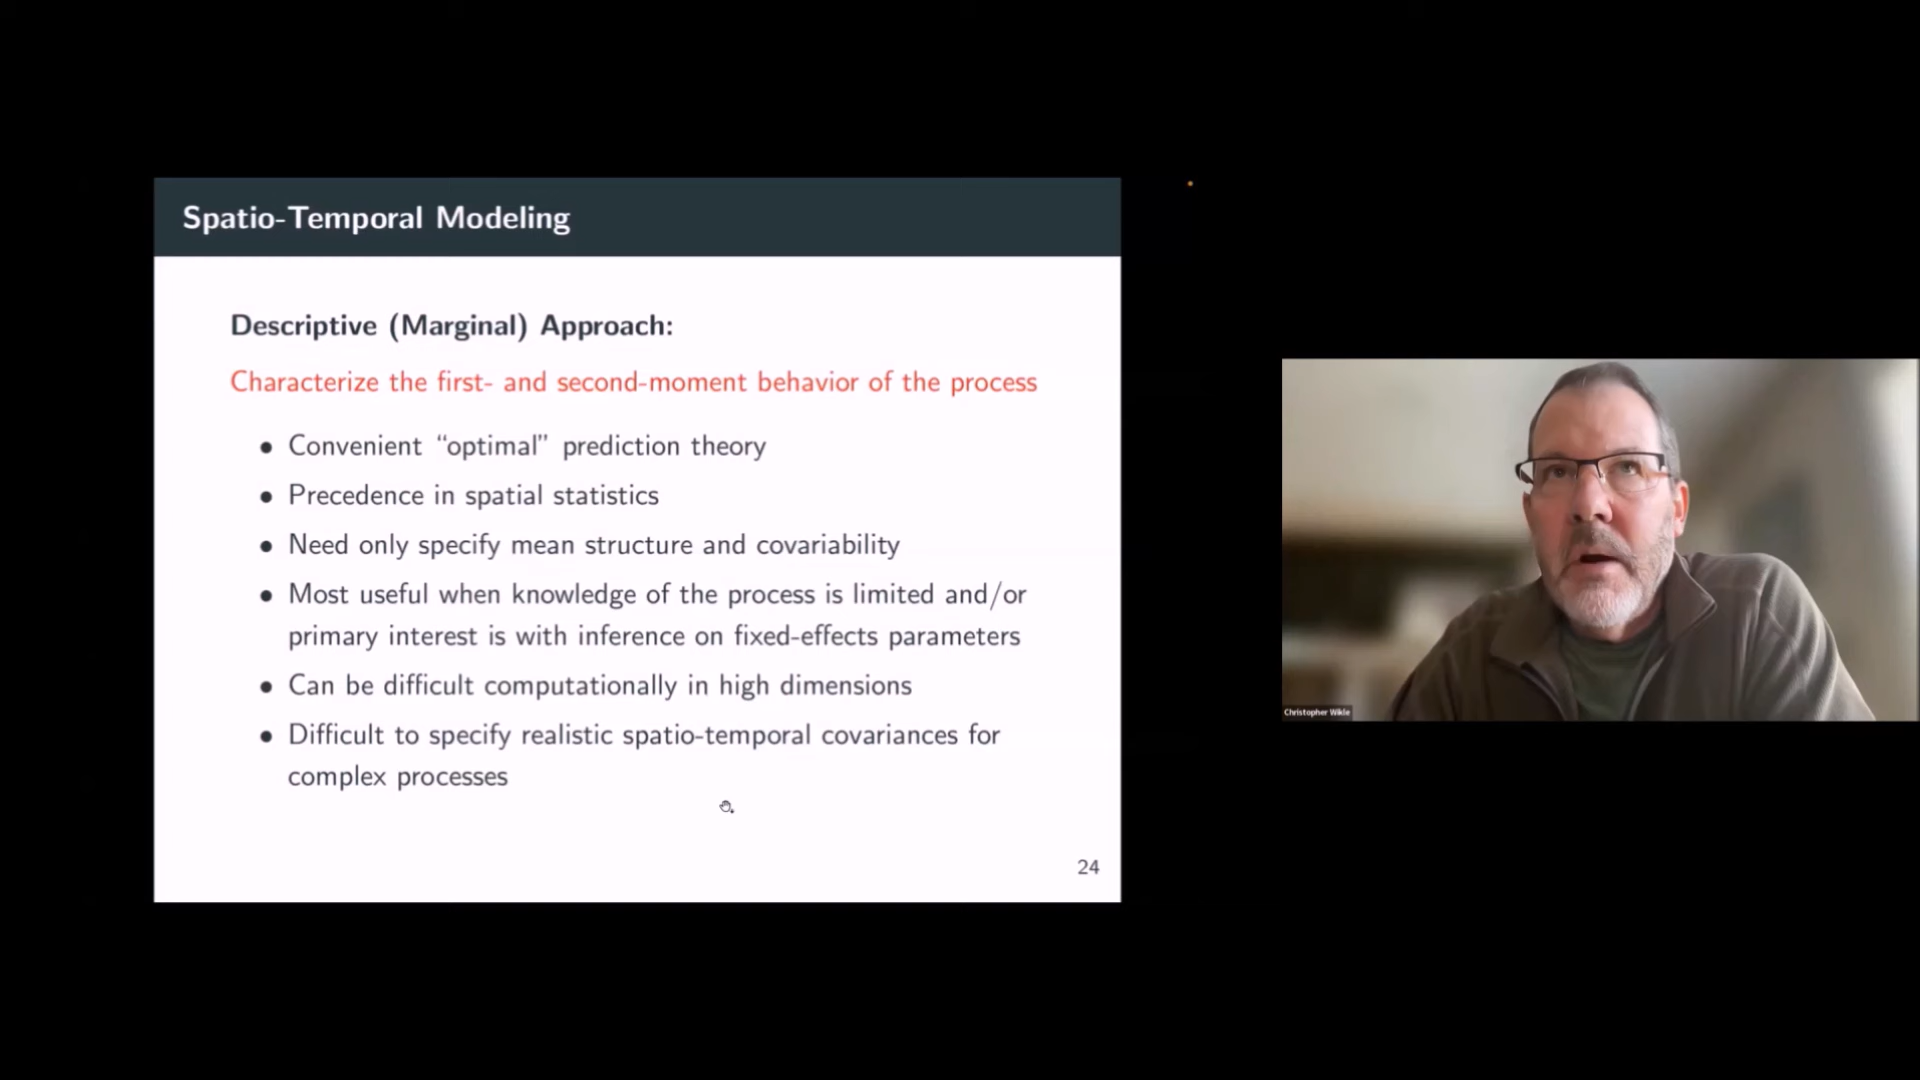 Spatio-Temporal Modeling
Descriptive (Marginal) Approach:
Characterize the first- and second-moment behavior of the process
• Convenient “optimal” prediction theory
• Precedence in spatial statistics
• Need only specify mean structure and covariability
• Most useful when knowledge of the process is limited and/or
primary interest is with inference on fixed-effects parameters
• Can be difficult computationally in high dimensions
• Difficult to specify realistic spatio-temporal covariances for
complex processes
24
Christopher Wikle